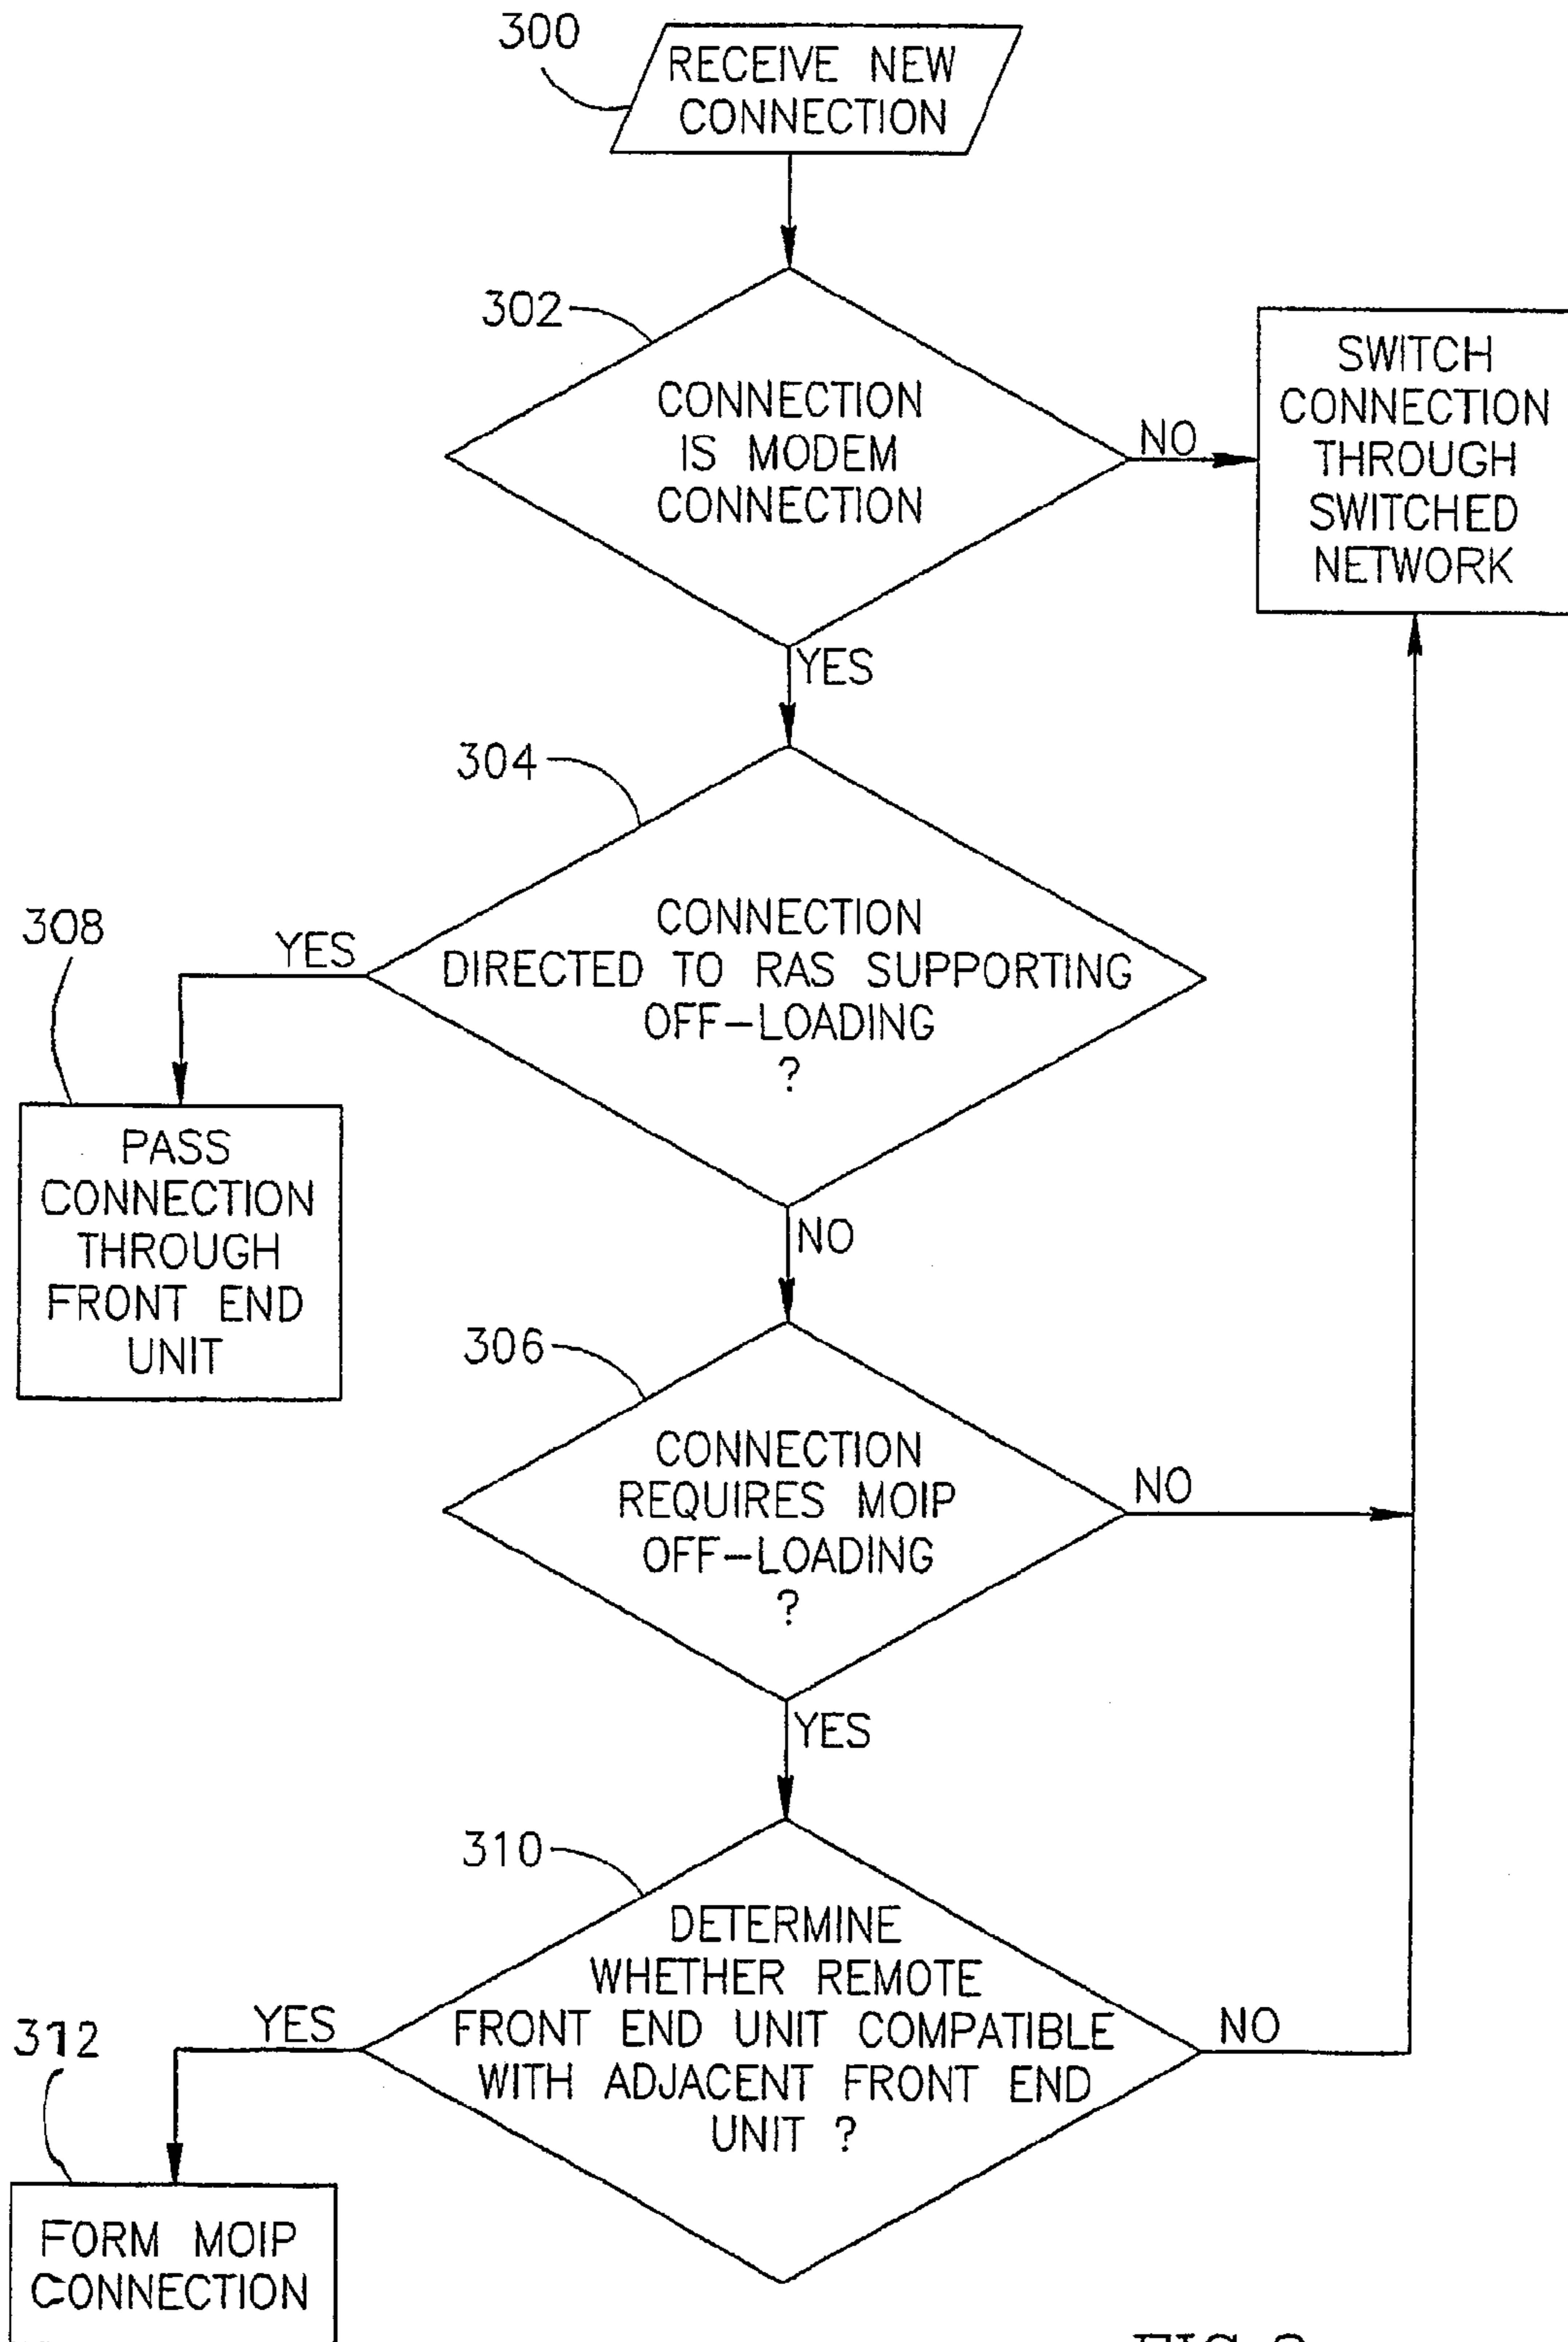 300
RECEIVE NEW
CONNECTION
302
CONNECTION
IS MODEM
CONNECTION
NO
SWITCH
CONNECTION
THROUGH
SWITCHED
NETWORK
YES
304
CONNECTION
DIRECTED TO RAS SUPPORTING
OFF-LOADING
?
YES
308
PASS
CONNECTION
THROUGH
FRONT END
UNIT
NO
306
CONNECTION
REQUIRES MOIP
OFF-LOADING
?
NO
YES
310
DETERMINE
WHETHER REMOTE
FRONT END UNIT COMPATIBLE
WITH ADJACENT FRONT END
UNIT ?
NO
YES
312
FORM MOIP
CONNECTION